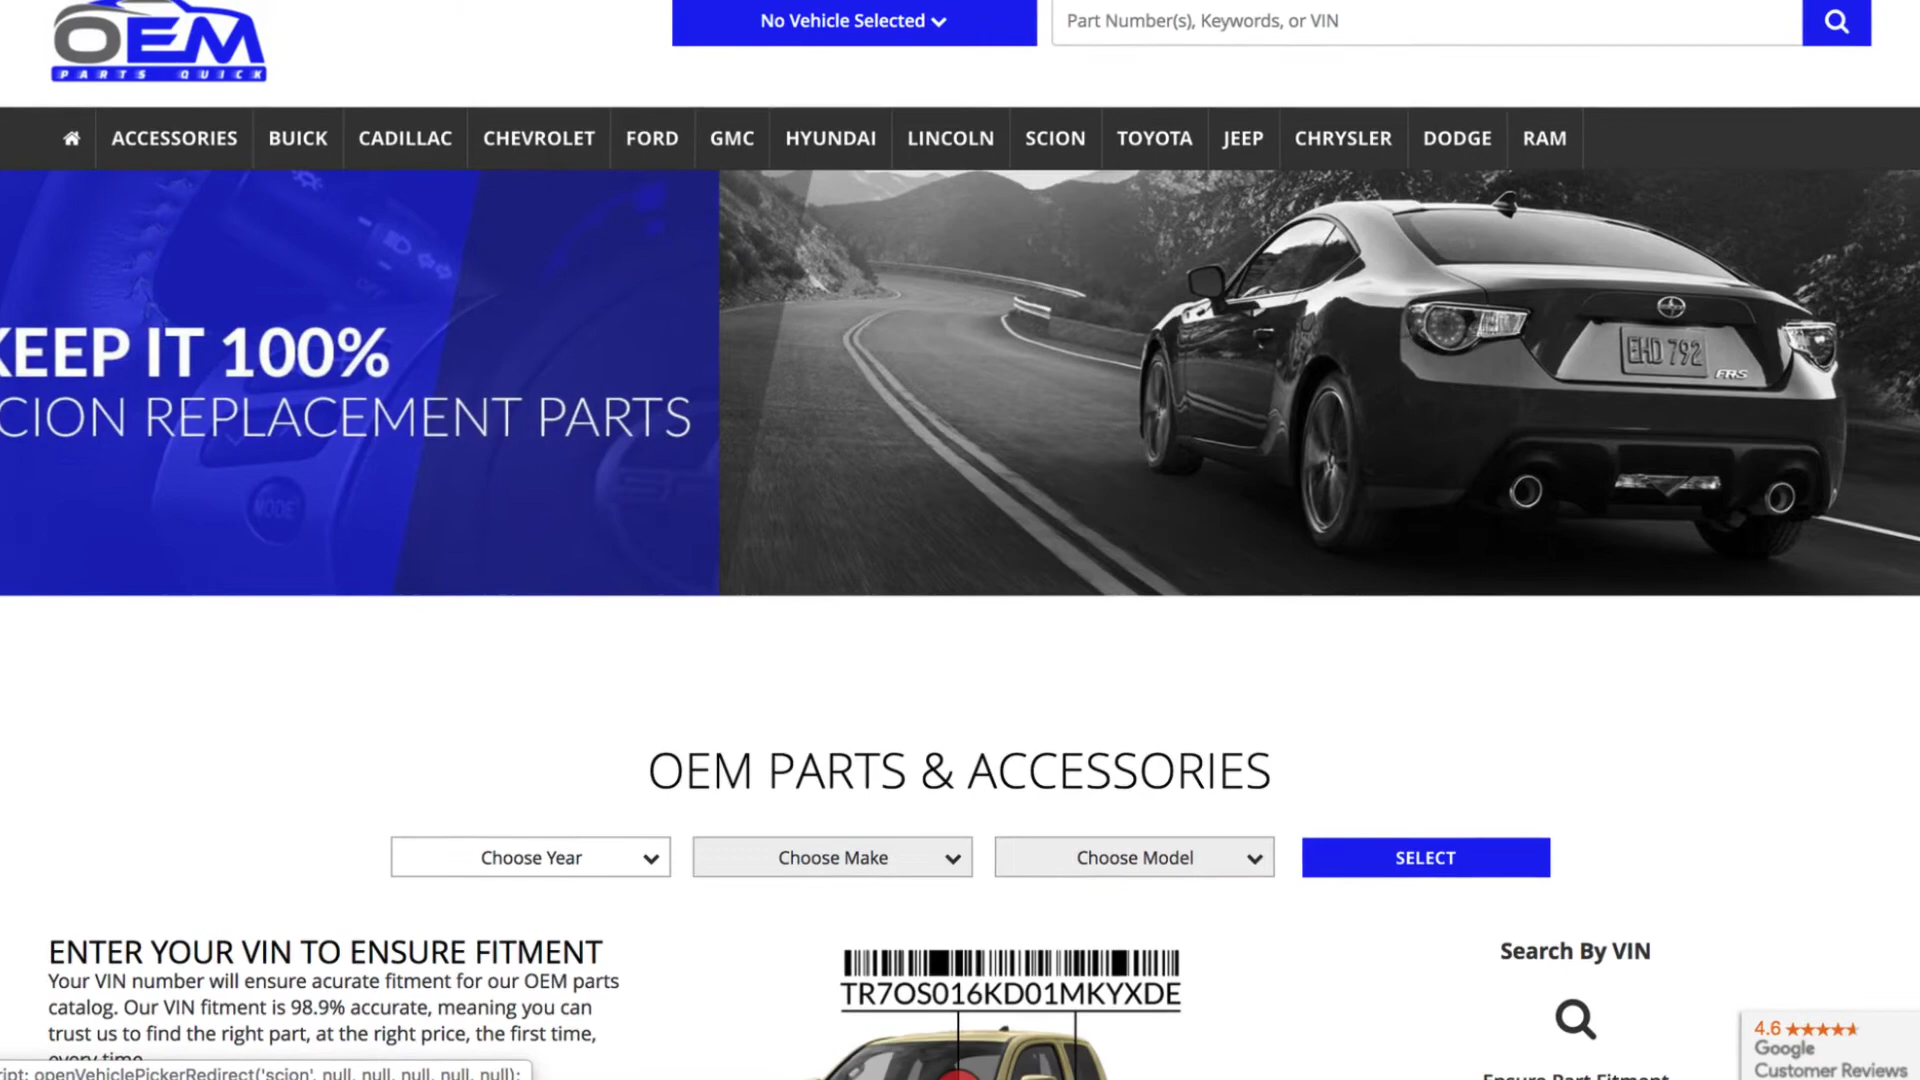 OEM
PARTS QUICK
No Vehicle Selected
Part Number(s), Keywords, or VIN
ACCESSORIES BUICK CADILLAC CHEVROLET FORD GMC HYUNDAI LINCOLN SCION TOYOTA JEEP CHRYSLER DODGE RAM
KEEP IT 100%
CION REPLACEMENT PARTS
MODE
EHD 792
FRS
OEM PARTS & ACCESSORIES
Choose Year Choose Make Choose Model SELECT
ENTER YOUR VIN TO ENSURE FITMENT
Your VIN number will ensure acurate fitment for our OEM parts
catalog. Our VIN fitment is 98.9% accurate, meaning you can
trust us to find the right part, at the right price, the first time,
every time
TR7OS016KD01MKYXDE
Search By VIN
Ensure Part Fitment
4.6
Google
Customer Reviews
ript: openVehiclePickerRedirect('scion', null, null, null, null, null);